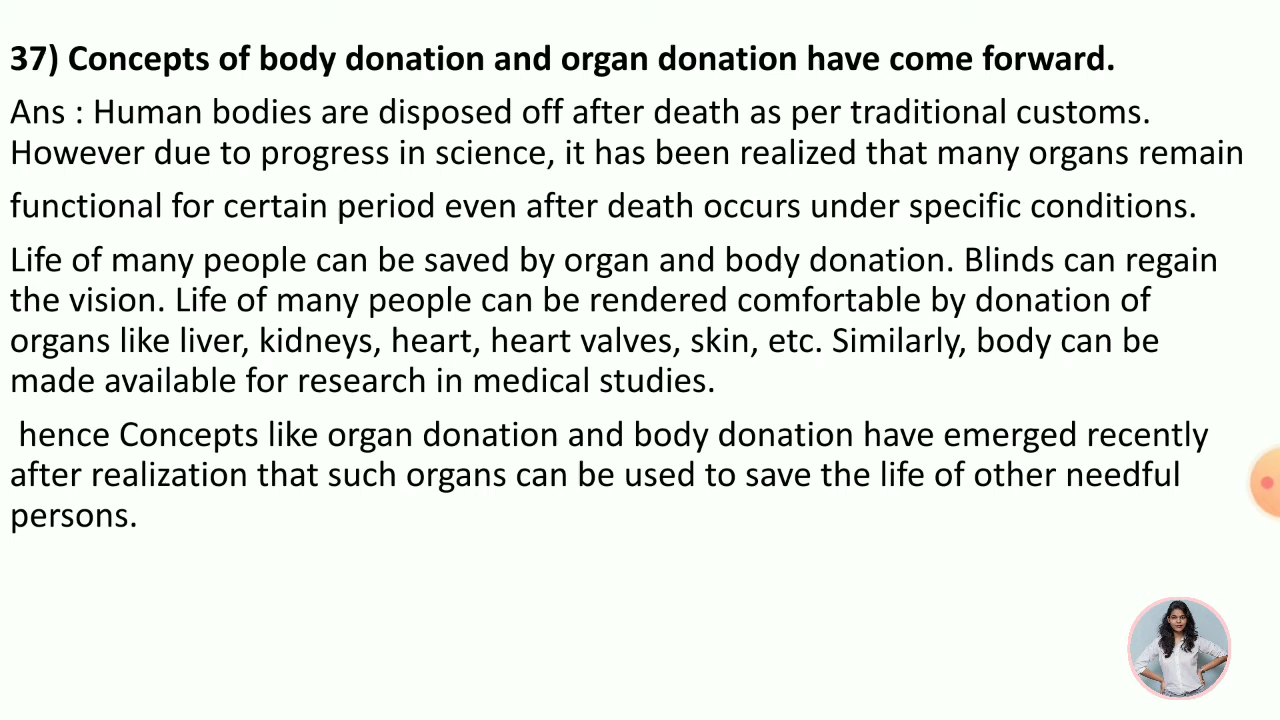 37) Concepts of body donation and organ donation have come forward.
Ans : Human bodies are disposed off after death as per traditional customs.
However due to progress in science, it has been realized that many organs remain
functional for certain period even after death occurs under specific conditions.
Life of many people can be saved by organ and body donation. Blinds can regain
the vision. Life of many people can be rendered comfortable by donation of
organs like liver, kidneys, heart, heart valves, skin, etc. Similarly, body can be
made available for research in medical studies.
hence Concepts like organ donation and body donation have emerged recently
after realization that such organs can be used to save the life of other needful
persons.